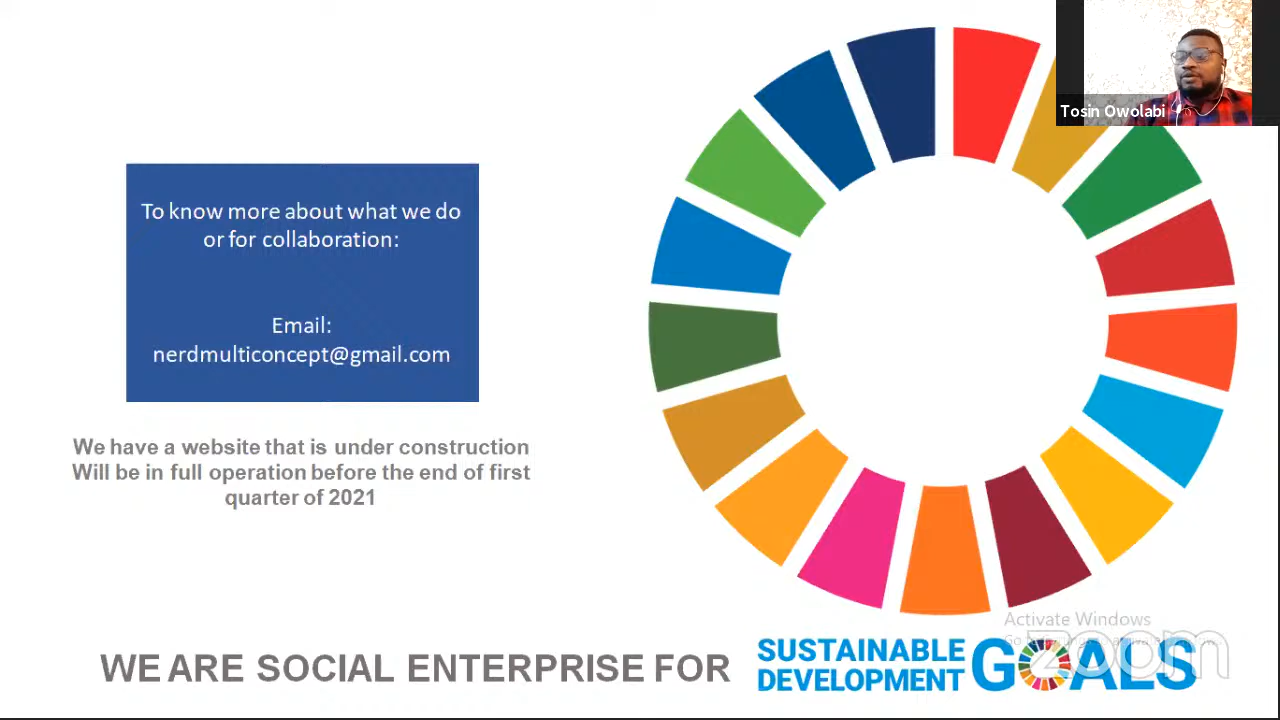 Tosin Owolabi
To know more about what we do
or for collaboration:
Email:
nerdmulticoncept@gmail.com
We have a website that is under construction
Will be in full operation before the end of first
quarter of 2021
Activate Windows
WE ARE SOCIAL ENTERPRISE FOR
SUSTAINABLE
DEVELOPMENT
GOALS
zoom